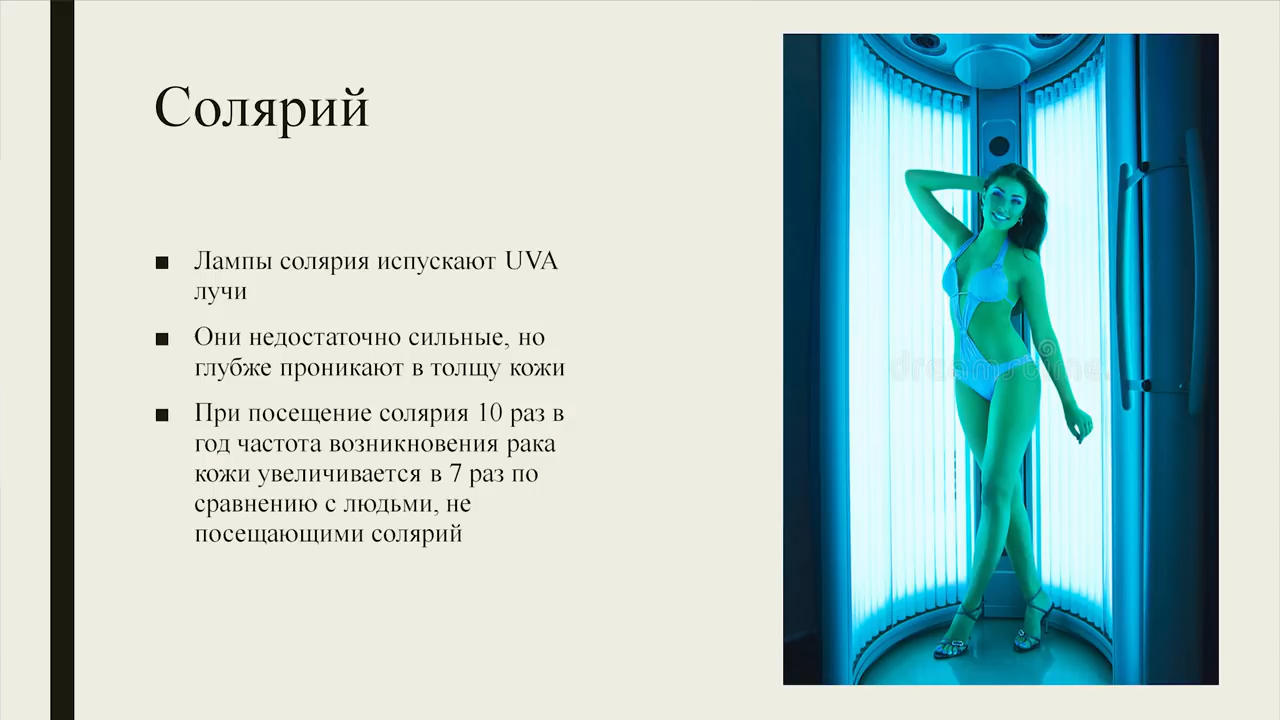 Солярий
Лампы солярия испускают UVA
лучи
Они недостаточно сильные, но
глубже проникают в толщу кожи
При посещение солярия 10 раз в
год частота возникновения рака
кожи увеличивается в 7 раз по
сравнению с людьми, не
посещающими солярий
dreamstime.